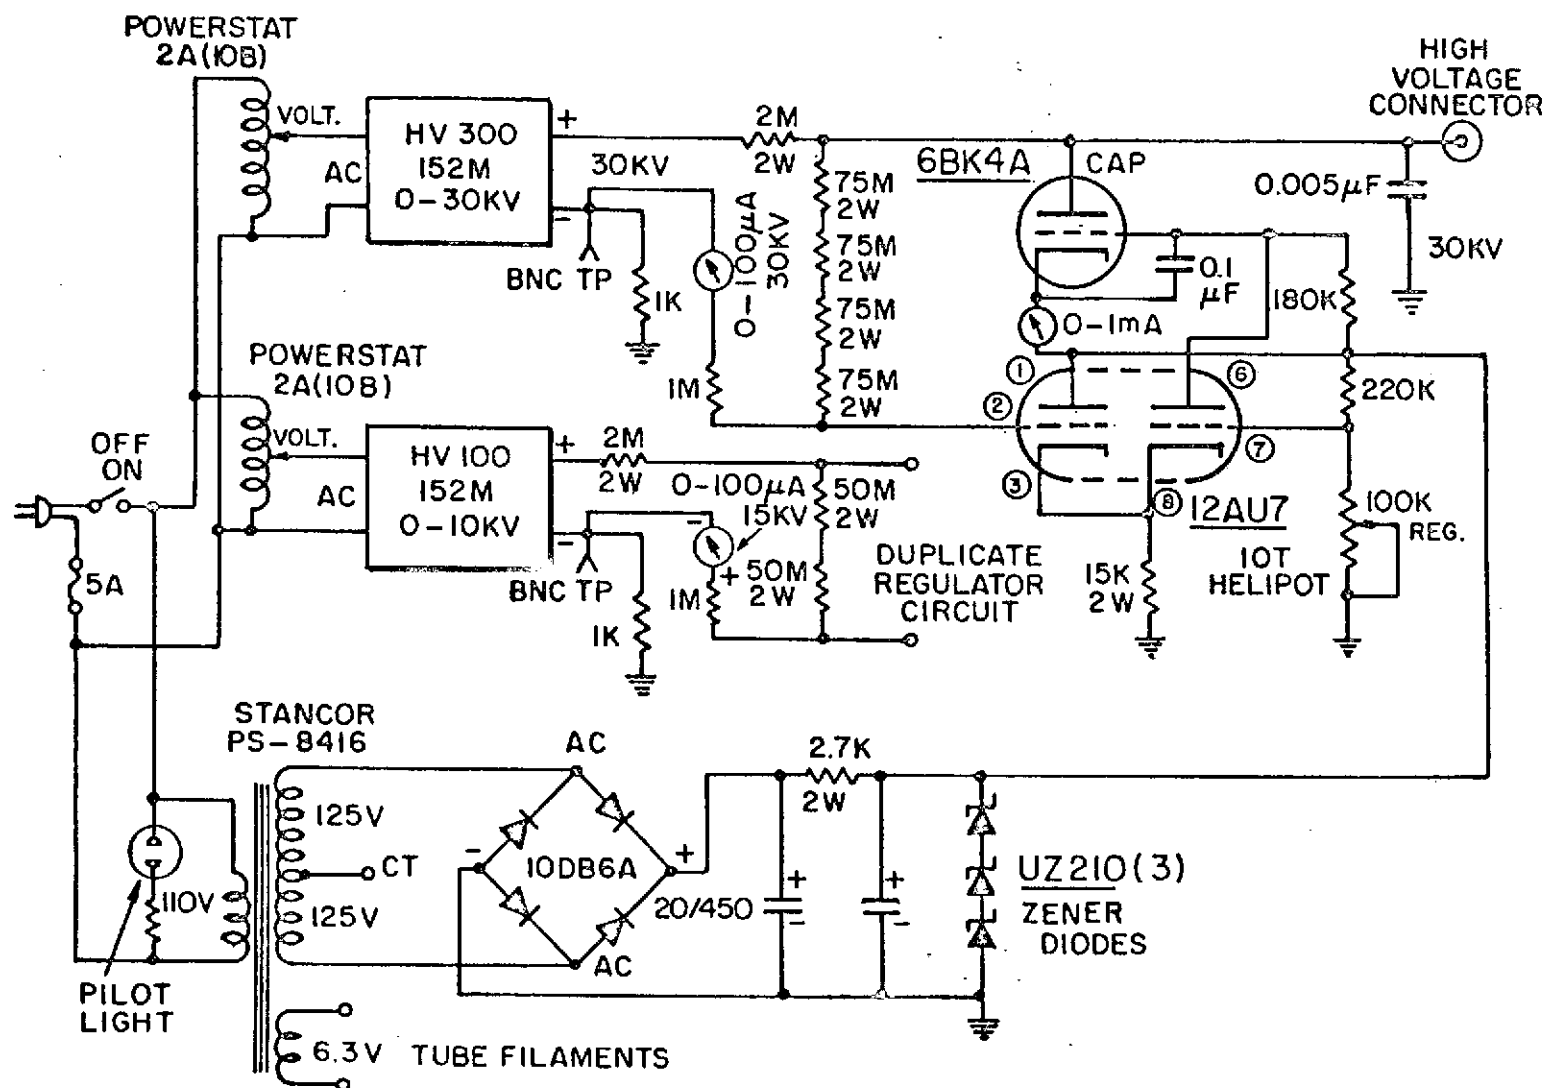 POWERSTAT
2A(10B)
VOLT.
AC
HV 300
152M
0-30KV
+
-
30KV
BNC TP
1K
0-100μA
30KV
1M
2M
2W
75M
2W
75M
2W
75M
2W
75M
2W
6BK4A
CAP
0.1
μF
0-1mA
180K
220K
HIGH
VOLTAGE
CONNECTOR
0.005μF
30KV
1
2
3
6
7
8
12AU7
15K
2W
100K
REG.
10T
HELIPOT
POWERSTAT
2A(10B)
VOLT.
AC
HV 100
152M
0-10KV
+
-
2M
2W
BNC TP
1K
0-100μA
15KV
-
+
1M
50M
2W
50M
2W
DUPLICATE
REGULATOR
CIRCUIT
OFF
ON
5A
STANCOR
PS-8416
110V
125V
CT
125V
PILOT
LIGHT
6.3V TUBE FILAMENTS
AC
-
10DB6A
+
AC
2.7K
2W
20/450
+
-
+
-
UZ210(3)
ZENER
DIODES